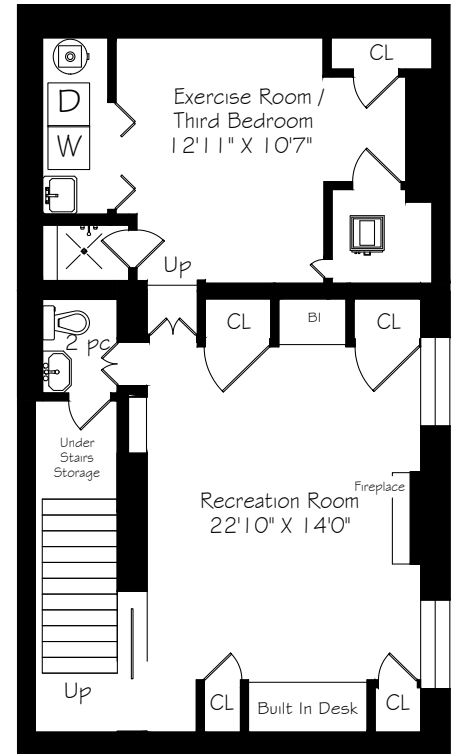 CL
D
Exercise Room /
Third Bedroom
12'11" X 10'7"
W
Up
CL
BI
CL
2 pc
Under
Stairs
Storage
Fireplace
Recreation Room
22'10" X 14'0"
Up
CL
Built In Desk
CL